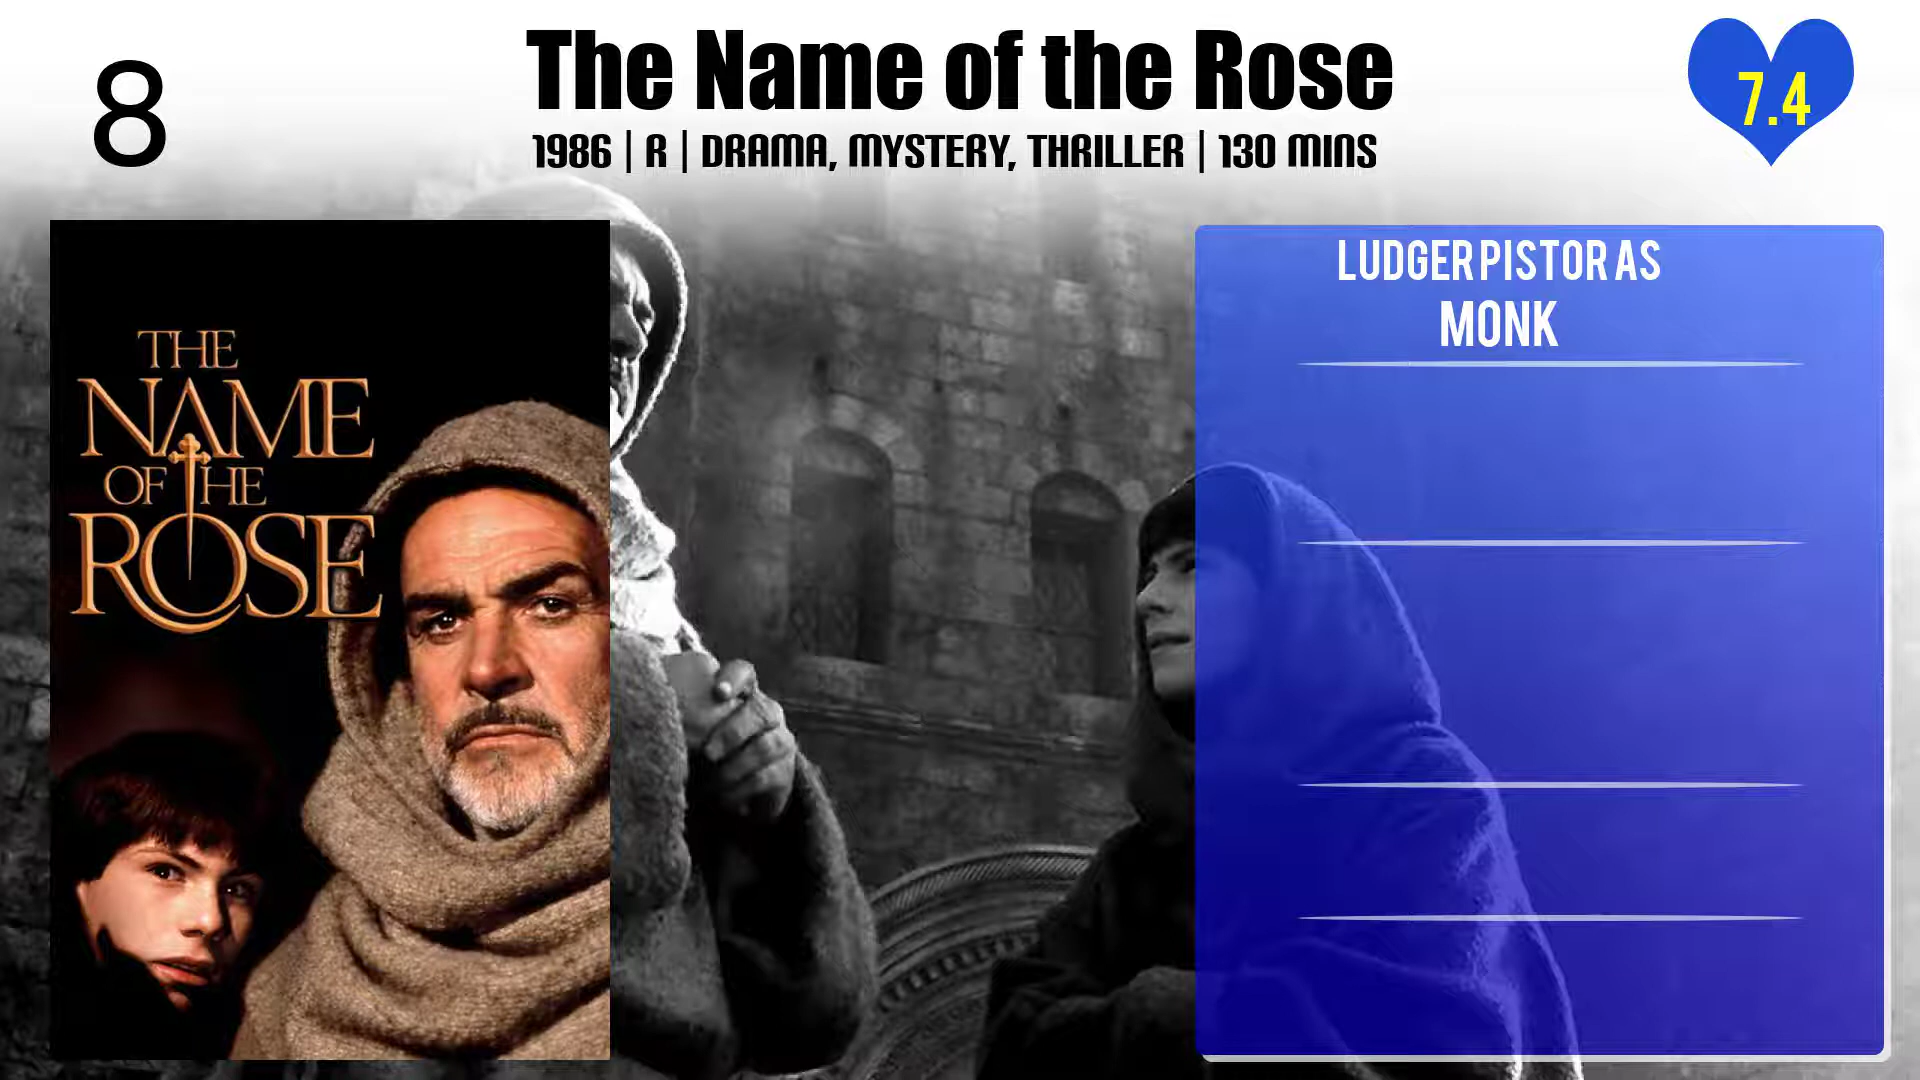 8
The Name of the Rose
1986 | R | DRAMA, MYSTERY, THRILLER | 130 MINS
7.4
THE
NAME
OF THE
ROSE
LUDGER PISTOR AS
MONK